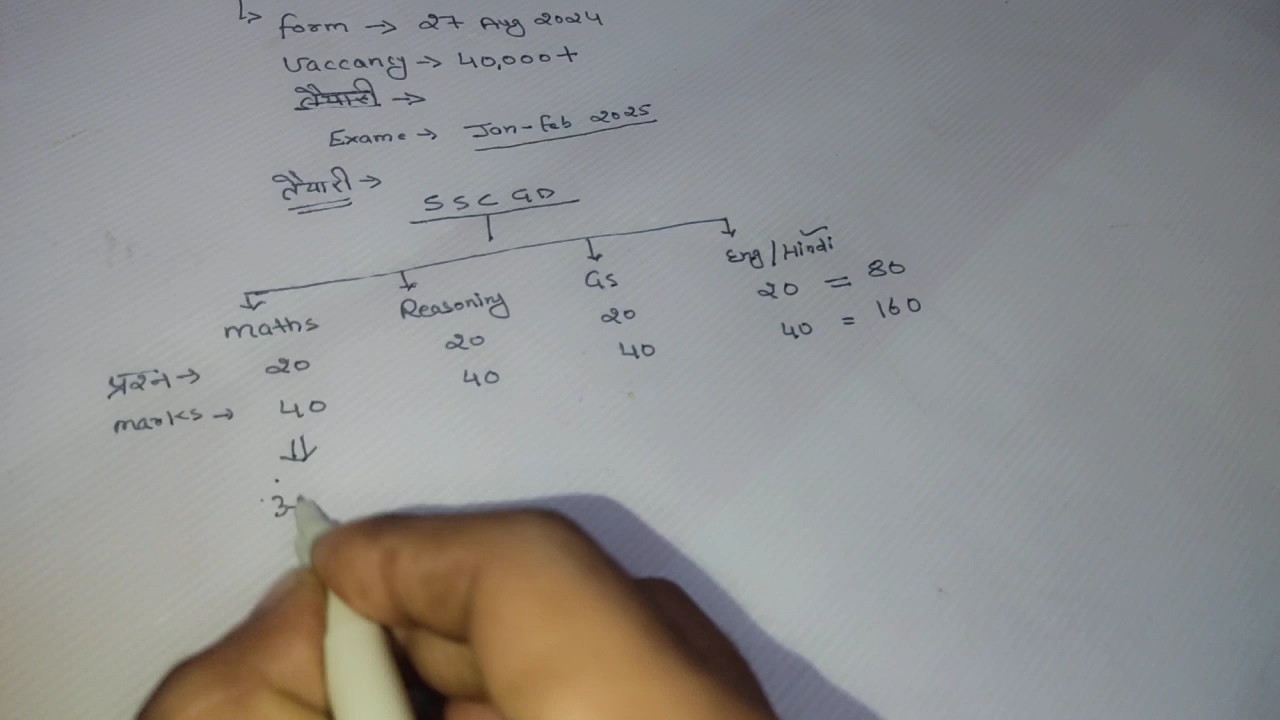 ↳ form → 27 Aug 2024
Vaccancy → 40,000+
तैयारी →
Exame → Jan-Feb 2025
तैयारी →
SSC GD
maths Reasoning GS Eng/Hindi
प्रश्न → 20 20 20 20 = 80
marks → 40 40 40 40 = 160